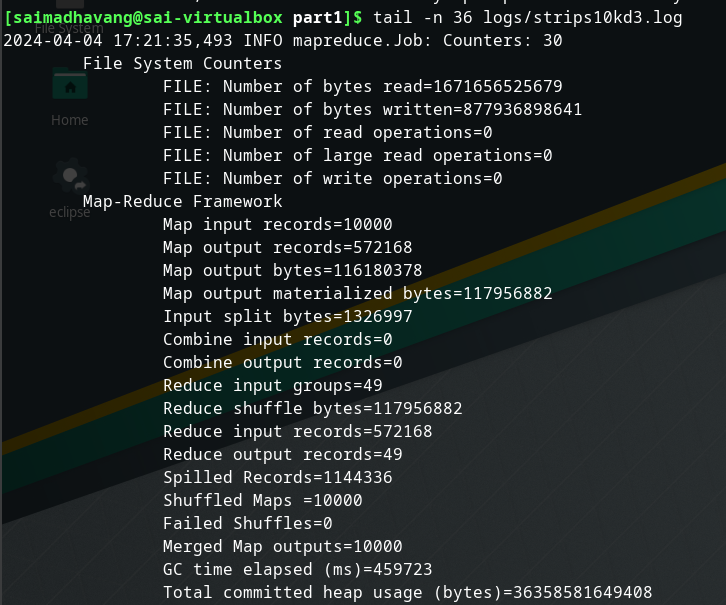 [saimadhavang@sai-virtualbox part1]$ tail -n 36 logs/strips10kd3.log
File System
2024-04-04 17:21:35,493 INFO mapreduce.Job: Counters: 30
File System Counters
FILE: Number of bytes read=1671656525679
FILE: Number of bytes written=877936898641
Home
FILE: Number of read operations=0
FILE: Number of large read operations=0
FILE: Number of write operations=0
Map-Reduce Framework
eclipse
Map input records=10000
Map output records=572168
Map output bytes=116180378
Map output materialized bytes=117956882
Input split bytes=1326997
Combine input records=0
Combine output records=0
Reduce input groups=49
Reduce shuffle bytes=117956882
Reduce input records=572168
Reduce output records=49
Spilled Records=1144336
Shuffled Maps =10000
Failed Shuffles=0
Merged Map outputs=10000
GC time elapsed (ms)=459723
Total committed heap usage (bytes)=36358581649408